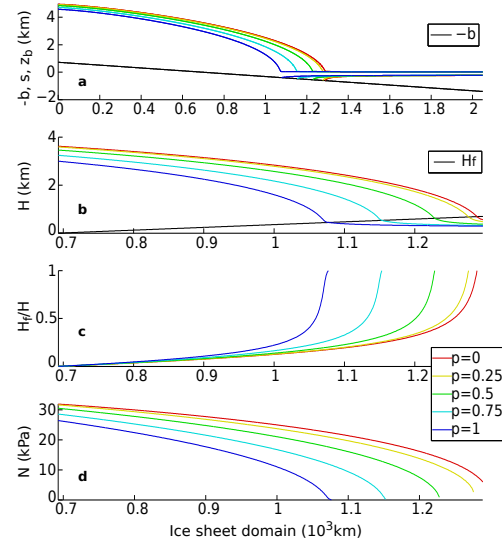 -b, s, z_b (km)
4
2
0
−2
a
−b
0 0.2 0.4 0.6 0.8 1 1.2 1.4 1.6 1.8 2
H (km)
4
2
0
b
Hf
0.7 0.8 0.9 1 1.1 1.2
H_f/H
1
0.5
0
c
0.7 0.8 0.9 1 1.1 1.2
p=0
p=0.25
p=0.5
p=0.75
p=1
N (kPa)
30
20
10
0
d
0.7 0.8 0.9 1 1.1 1.2
Ice sheet domain (10³km)